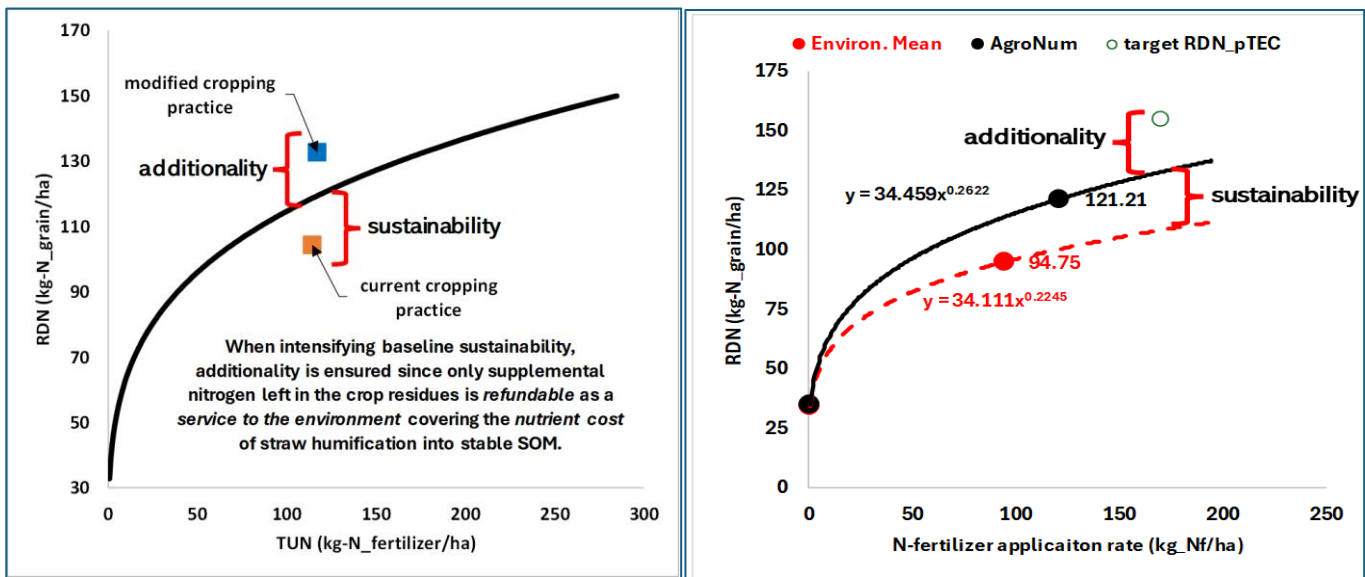 170
150
130
110
90
70
50
30
RDN (kg-N_grain/ha)
modified cropping
practice
additionality
sustainability
current cropping
practice
When intensifying baseline sustainability,
additionality is ensured since only supplemental
nitrogen left in the crop residues is refundable as a
service to the environment covering the nutrient cost
of straw humification into stable SOM.
0 50 100 150 200 250 300
TUN (kg-N_fertilizer/ha)
Environ. Mean AgroNum target RDN_pTEC
175
150
125
100
75
50
25
0
RDN (kg-N_grain/ha)
additionality
sustainability
y = 34.459x^0.2622
121.21
94.75
y = 34.111x^0.2245
0 50 100 150 200 250
N-fertilizer applicaiton rate (kg_Nf/ha)